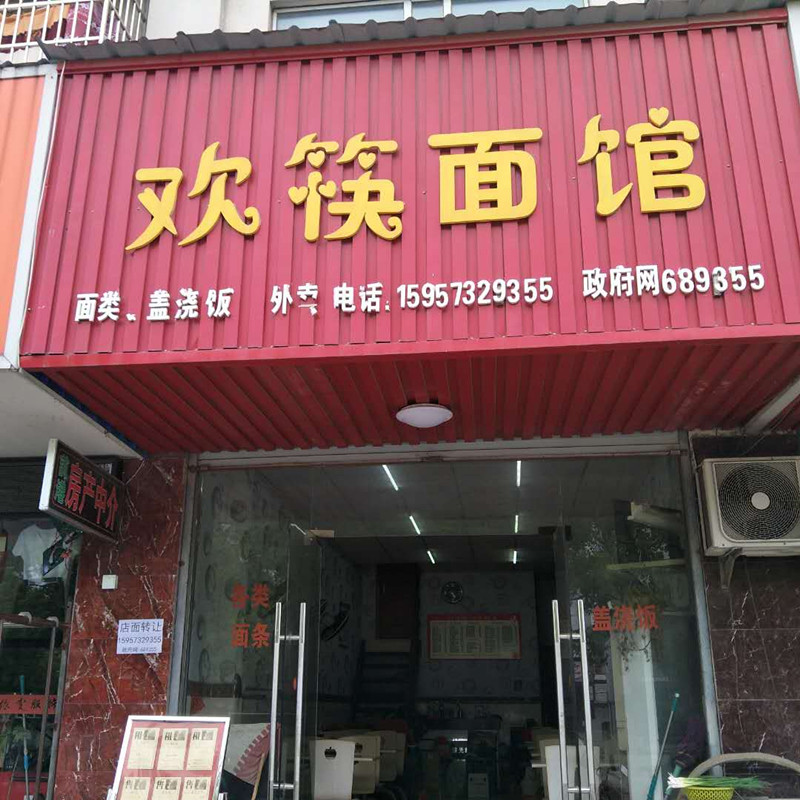 欢筷面馆
面类、盖浇饭 外卖 电话:15957329355 政府网689355
房产中介
店面转让
15957329355
各类
面条
盖浇饭